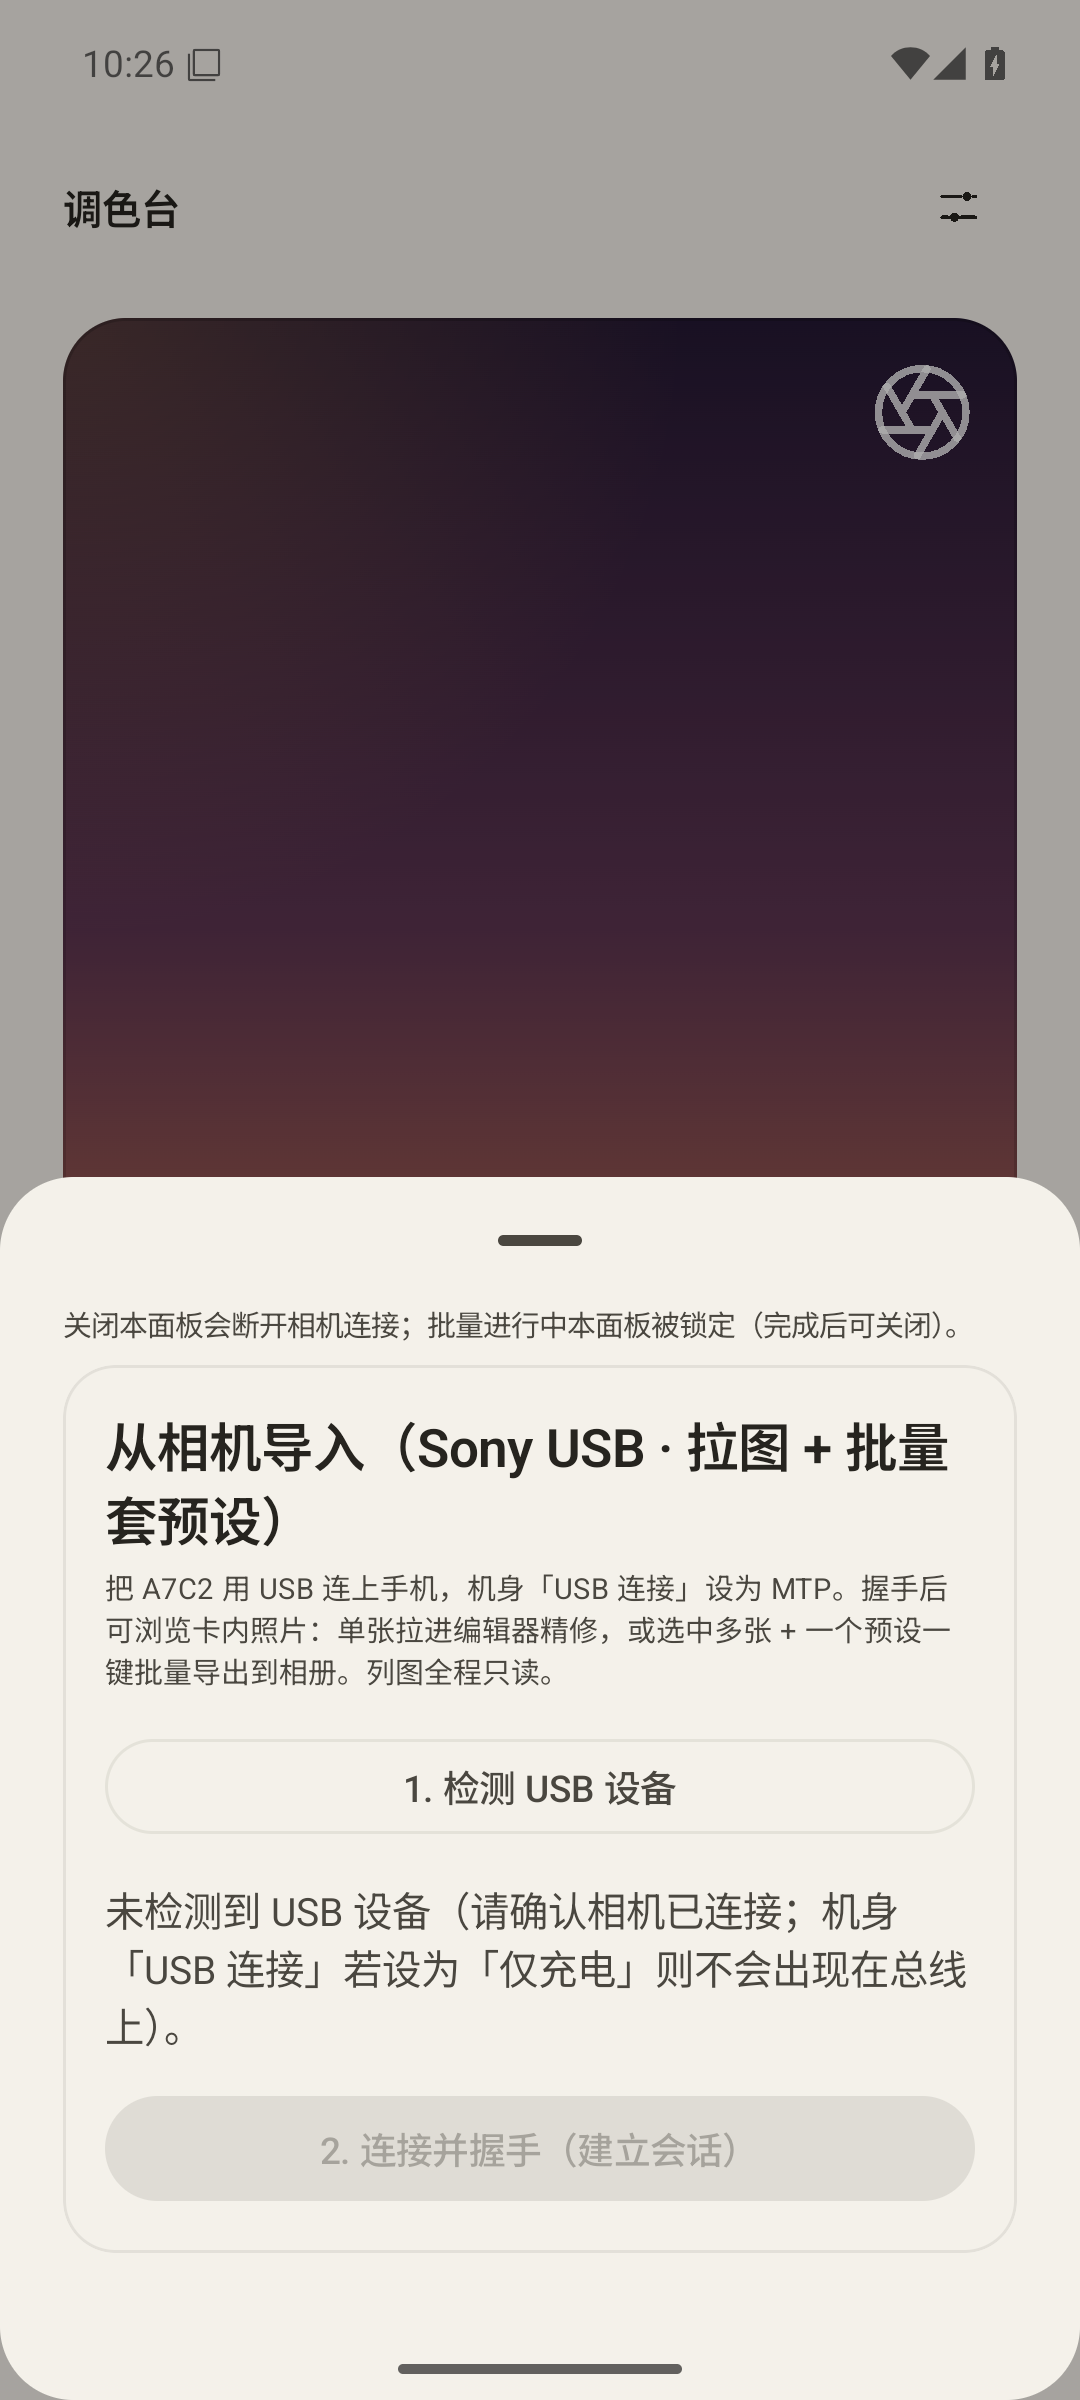 10:26
调色台
关闭本面板会断开相机连接；批量进行中本面板被锁定（完成后可关闭）。
从相机导入（Sony USB · 拉图 + 批量
套预设）
把 A7C2 用 USB 连上手机，机身「USB 连接」设为 MTP。握手后
可浏览卡内照片：单张拉进编辑器精修，或选中多张 + 一个预设一
键批量导出到相册。列图全程只读。
1. 检测 USB 设备
未检测到 USB 设备（请确认相机已连接；机身
「USB 连接」若设为「仅充电」则不会出现在总线
上）。
2. 连接并握手（建立会话）